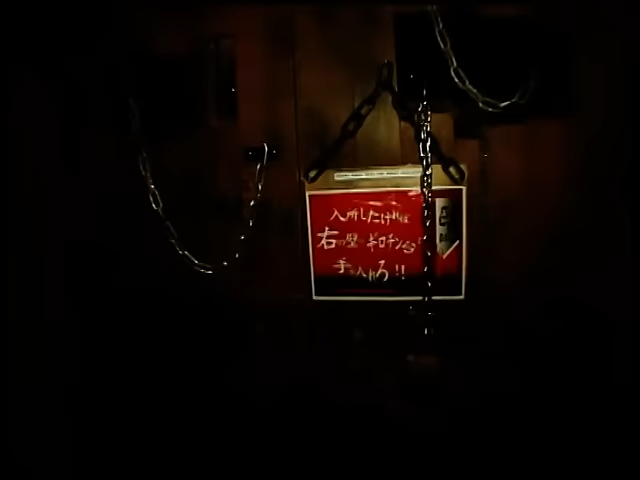 入所したければ
右の壁のギロチンに
手を入れろ!!